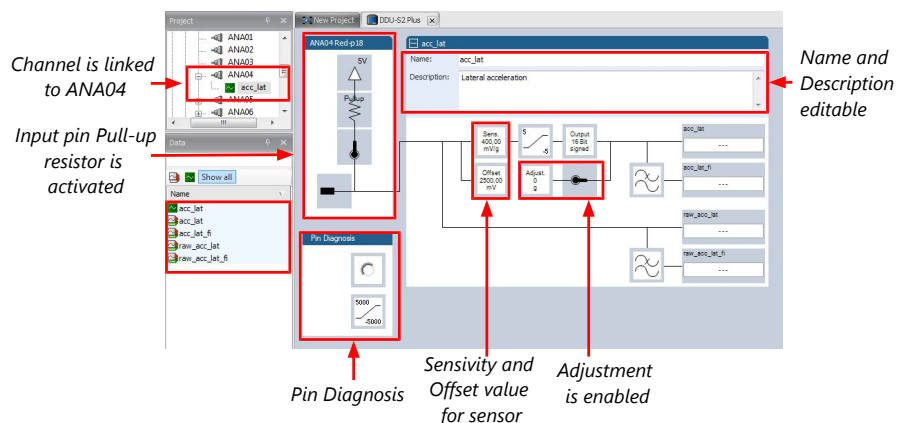 Project
New Project
DDU-S2 Plus
ANA01
ANA02
ANA03
ANA04
acc_lat
ANA05
ANA06
Data
Show all
Name
acc_lat
acc_lat
acc_lat_fi
raw_acc_lat
raw_acc_lat_fi
ANA04 Red-p18
5V
Pullup
Pin Diagnosis
5000
-5000
acc_lat
Name:
acc_lat
Description:
Lateral acceleration
Sens.
400,00
mV/g
5
-5
Output
16 Bit
signed
Offset
2500,00
mV
Adjust.
0
g
acc_lat
---
acc_lat_fi
---
raw_acc_lat
---
raw_acc_lat_fi
---
Channel is linked
to ANA04
Input pin Pull-up
resistor is
activated
Name and
Description
editable
Pin Diagnosis
Sensivity and
Offset value
for sensor
Adjustment
is enabled